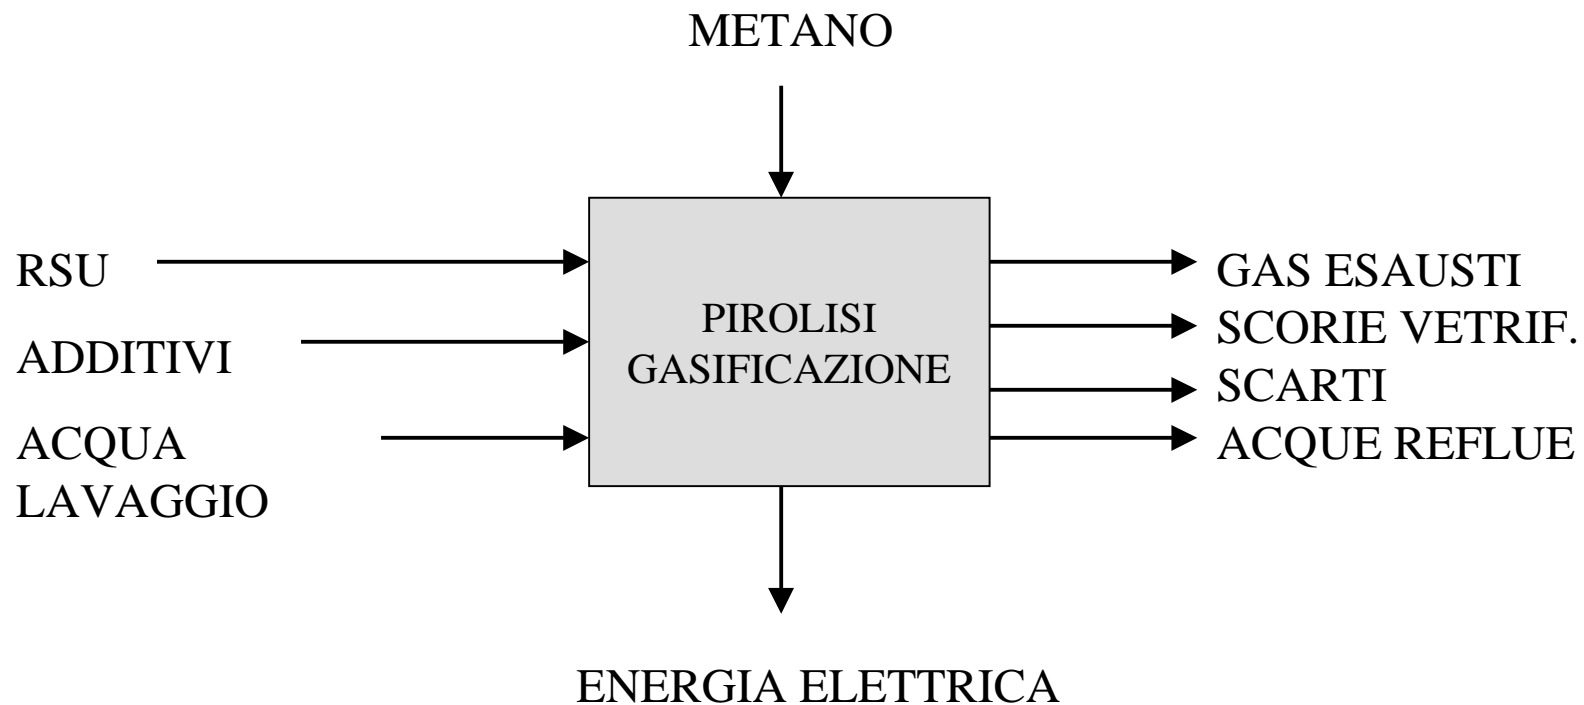 METANO
RSU
ADDITIVI
ACQUA
LAVAGGIO
PIROLISI
GASIFICAZIONE
GAS ESAUSTI
SCORIE VETRIF.
SCARTI
ACQUE REFLUE
ENERGIA ELETTRICA